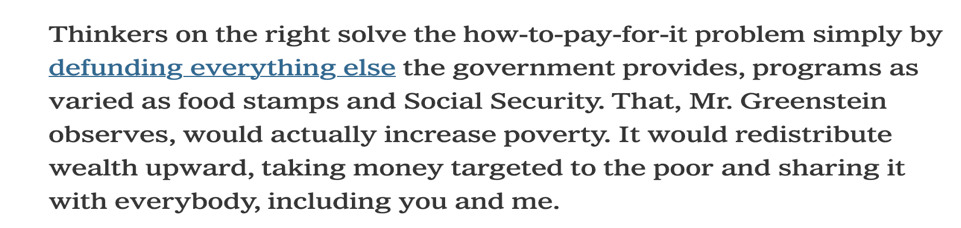 Thinkers on the right solve the how-to-pay-for-it problem simply by
defunding everything else the government provides, programs as
varied as food stamps and Social Security. That, Mr. Greenstein
observes, would actually increase poverty. It would redistribute
wealth upward, taking money targeted to the poor and sharing it
with everybody, including you and me.